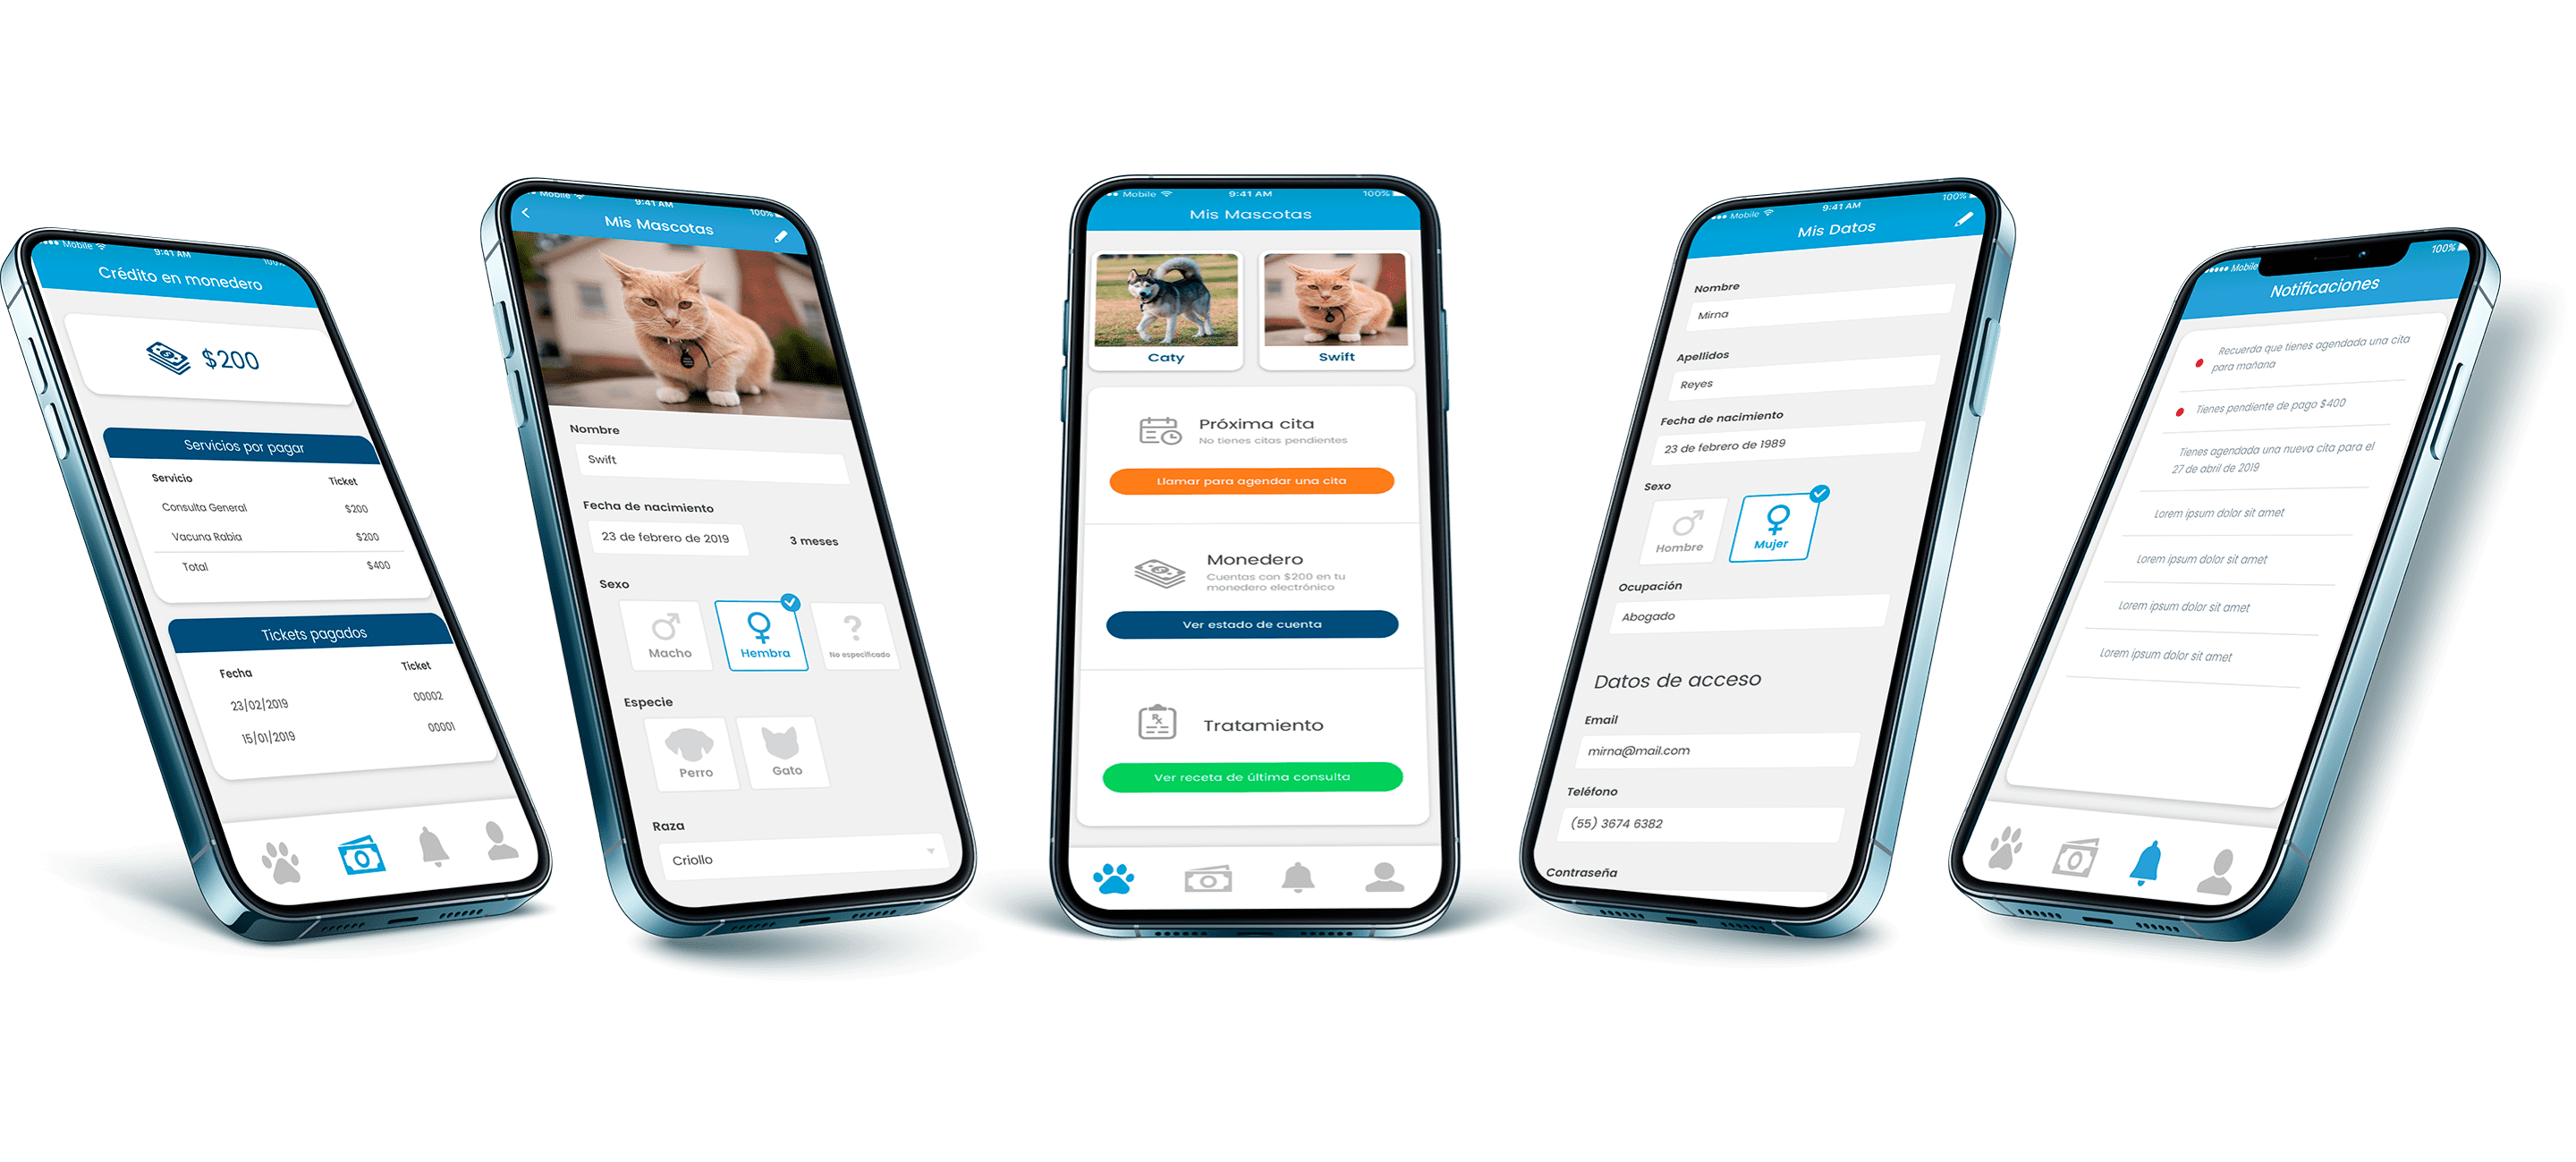 Mobile
9:41 AM
100%
Crédito en monedero
$200
Servicios por pagar
Servicio Ticket
Consulta General $200
Vacuna Rabia $200
Total $400
Tickets pagados
Fecha Ticket
23/02/2019 00002
15/01/2019 00001
Mobile
9:41 AM
100%
Mis Mascotas
Nombre
Swift
Fecha de nacimiento
23 de febrero de 2019 3 meses
Sexo
Macho Hembra ? No especificado
Especie
Perro Gato
Raza
Criollo
Mobile 9:41 AM 100%
Mis Mascotas
Caty Swift
Próxima cita
No tienes citas pendientes
Llamar para agendar una cita
Monedero
Cuentas con $200 en tu
monedero electrónico
Ver estado de cuenta
Rx
Tratamiento
Ver receta de última consulta
Mobile 9:41 AM 100%
Mis Datos
Nombre
Mirna
Apellidos
Reyes
Fecha de nacimiento
23 de febrero de 1989
Sexo
Hombre Mujer
Ocupación
Abogado
Datos de acceso
Email
mirna@mail.com
Teléfono
(55) 3674 6382
Contraseña
Mobile 100%
Notificaciones
Recuerda que tienes agendada una cita
para mañana
Tienes pendiente de pago $400
Tienes agendada una nueva cita para el
27 de abril de 2019
Lorem ipsum dolor sit amet
Lorem ipsum dolor sit amet
Lorem ipsum dolor sit amet
Lorem ipsum dolor sit amet